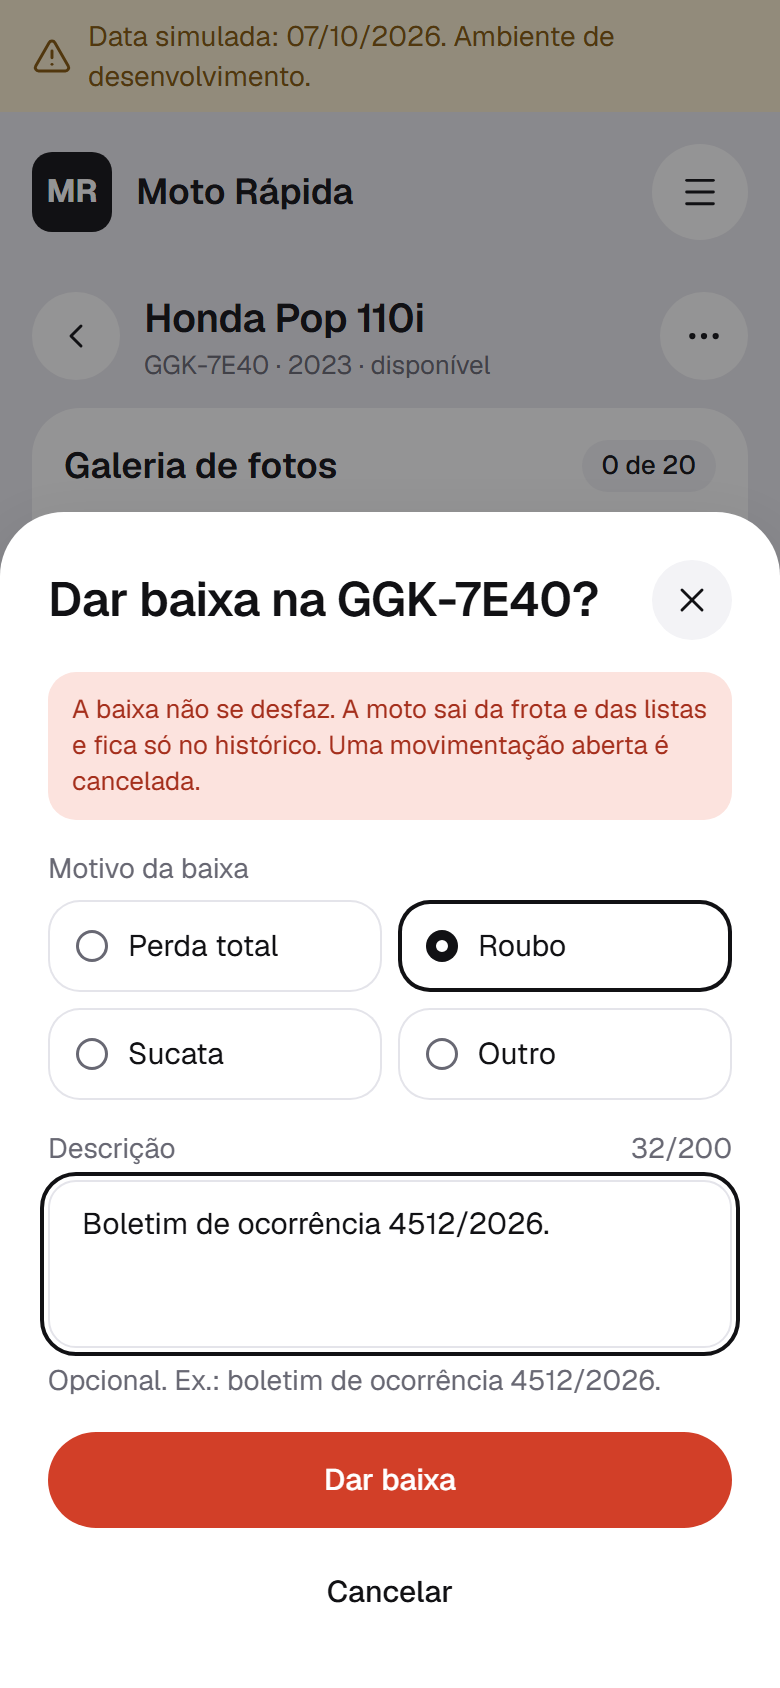 Data simulada: 07/10/2026. Ambiente de
desenvolvimento.
MR Moto Rápida
Honda Pop 110i
GGK-7E40 · 2023 · disponível
Galeria de fotos 0 de 20
Dar baixa na GGK-7E40?
A baixa não se desfaz. A moto sai da frota e das listas
e fica só no histórico. Uma movimentação aberta é
cancelada.
Motivo da baixa
Perda total Roubo
Sucata Outro
Descrição 32/200
Boletim de ocorrência 4512/2026.
Opcional. Ex.: boletim de ocorrência 4512/2026.
Dar baixa
Cancelar